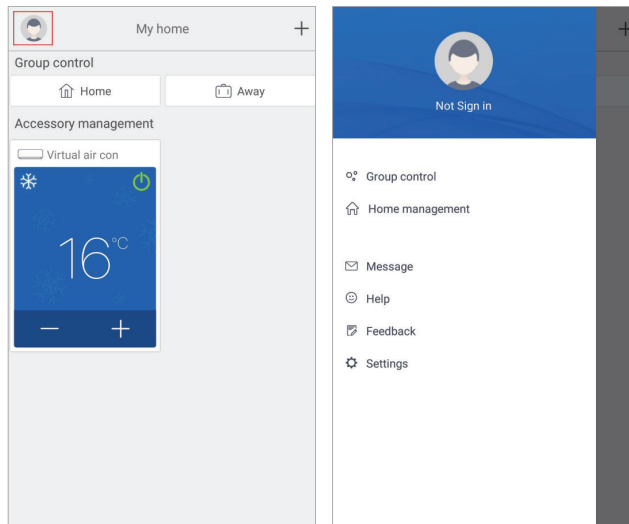 My home
Group control
Home
Away
Accessory management
Virtual air con
16°C
Not Sign in
Group control
Home management
Message
Help
Feedback
Settings